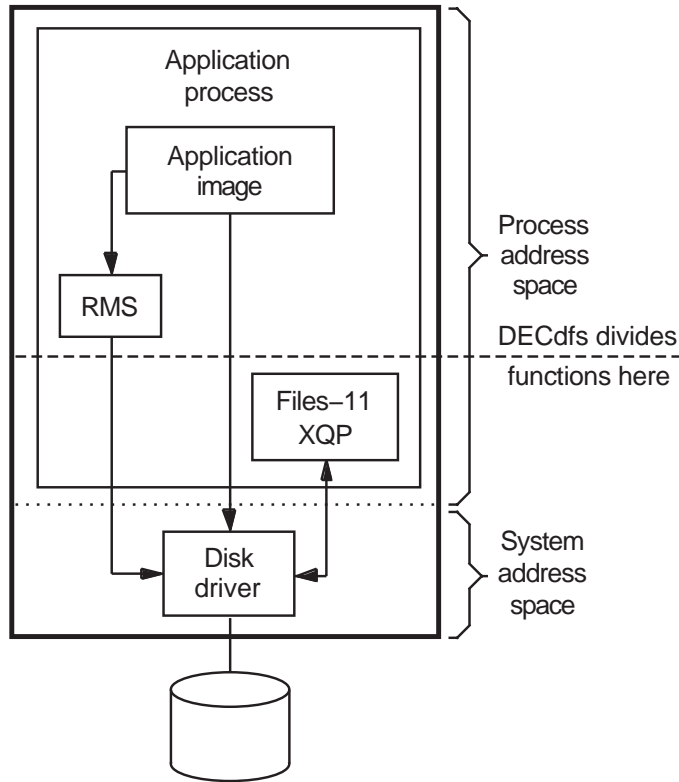 Application
process
Application
image
Process
address
space
RMS
DECdfs divides
functions here
Files–11
XQP
Disk
driver
System
address
space